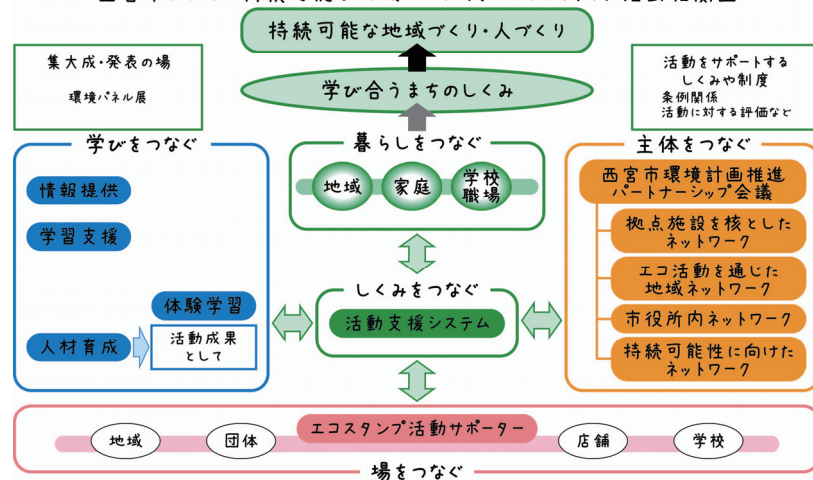 持続可能な地域づくり・人づくり
学び合うまちのしくみ
集大成・発表の場
環境パネル展
活動をサポートする
しくみや制度
条例関係
活動に対する評価など
学びをつなぐ
情報提供
学習支援
体験学習
人材育成
活動成果
として
暮らしをつなぐ
地域
家庭
学校
職場
しくみをつなぐ
活動支援システム
主体をつなぐ
西宮市環境計画推進
パートナーシップ会議
拠点施設を核とした
ネットワーク
エコ活動を通じた
地域ネットワーク
市役所内ネットワーク
持続可能性に向けた
ネットワーク
エコスタンプ活動サポーター
地域
団体
店舗
学校
場をつなぐ